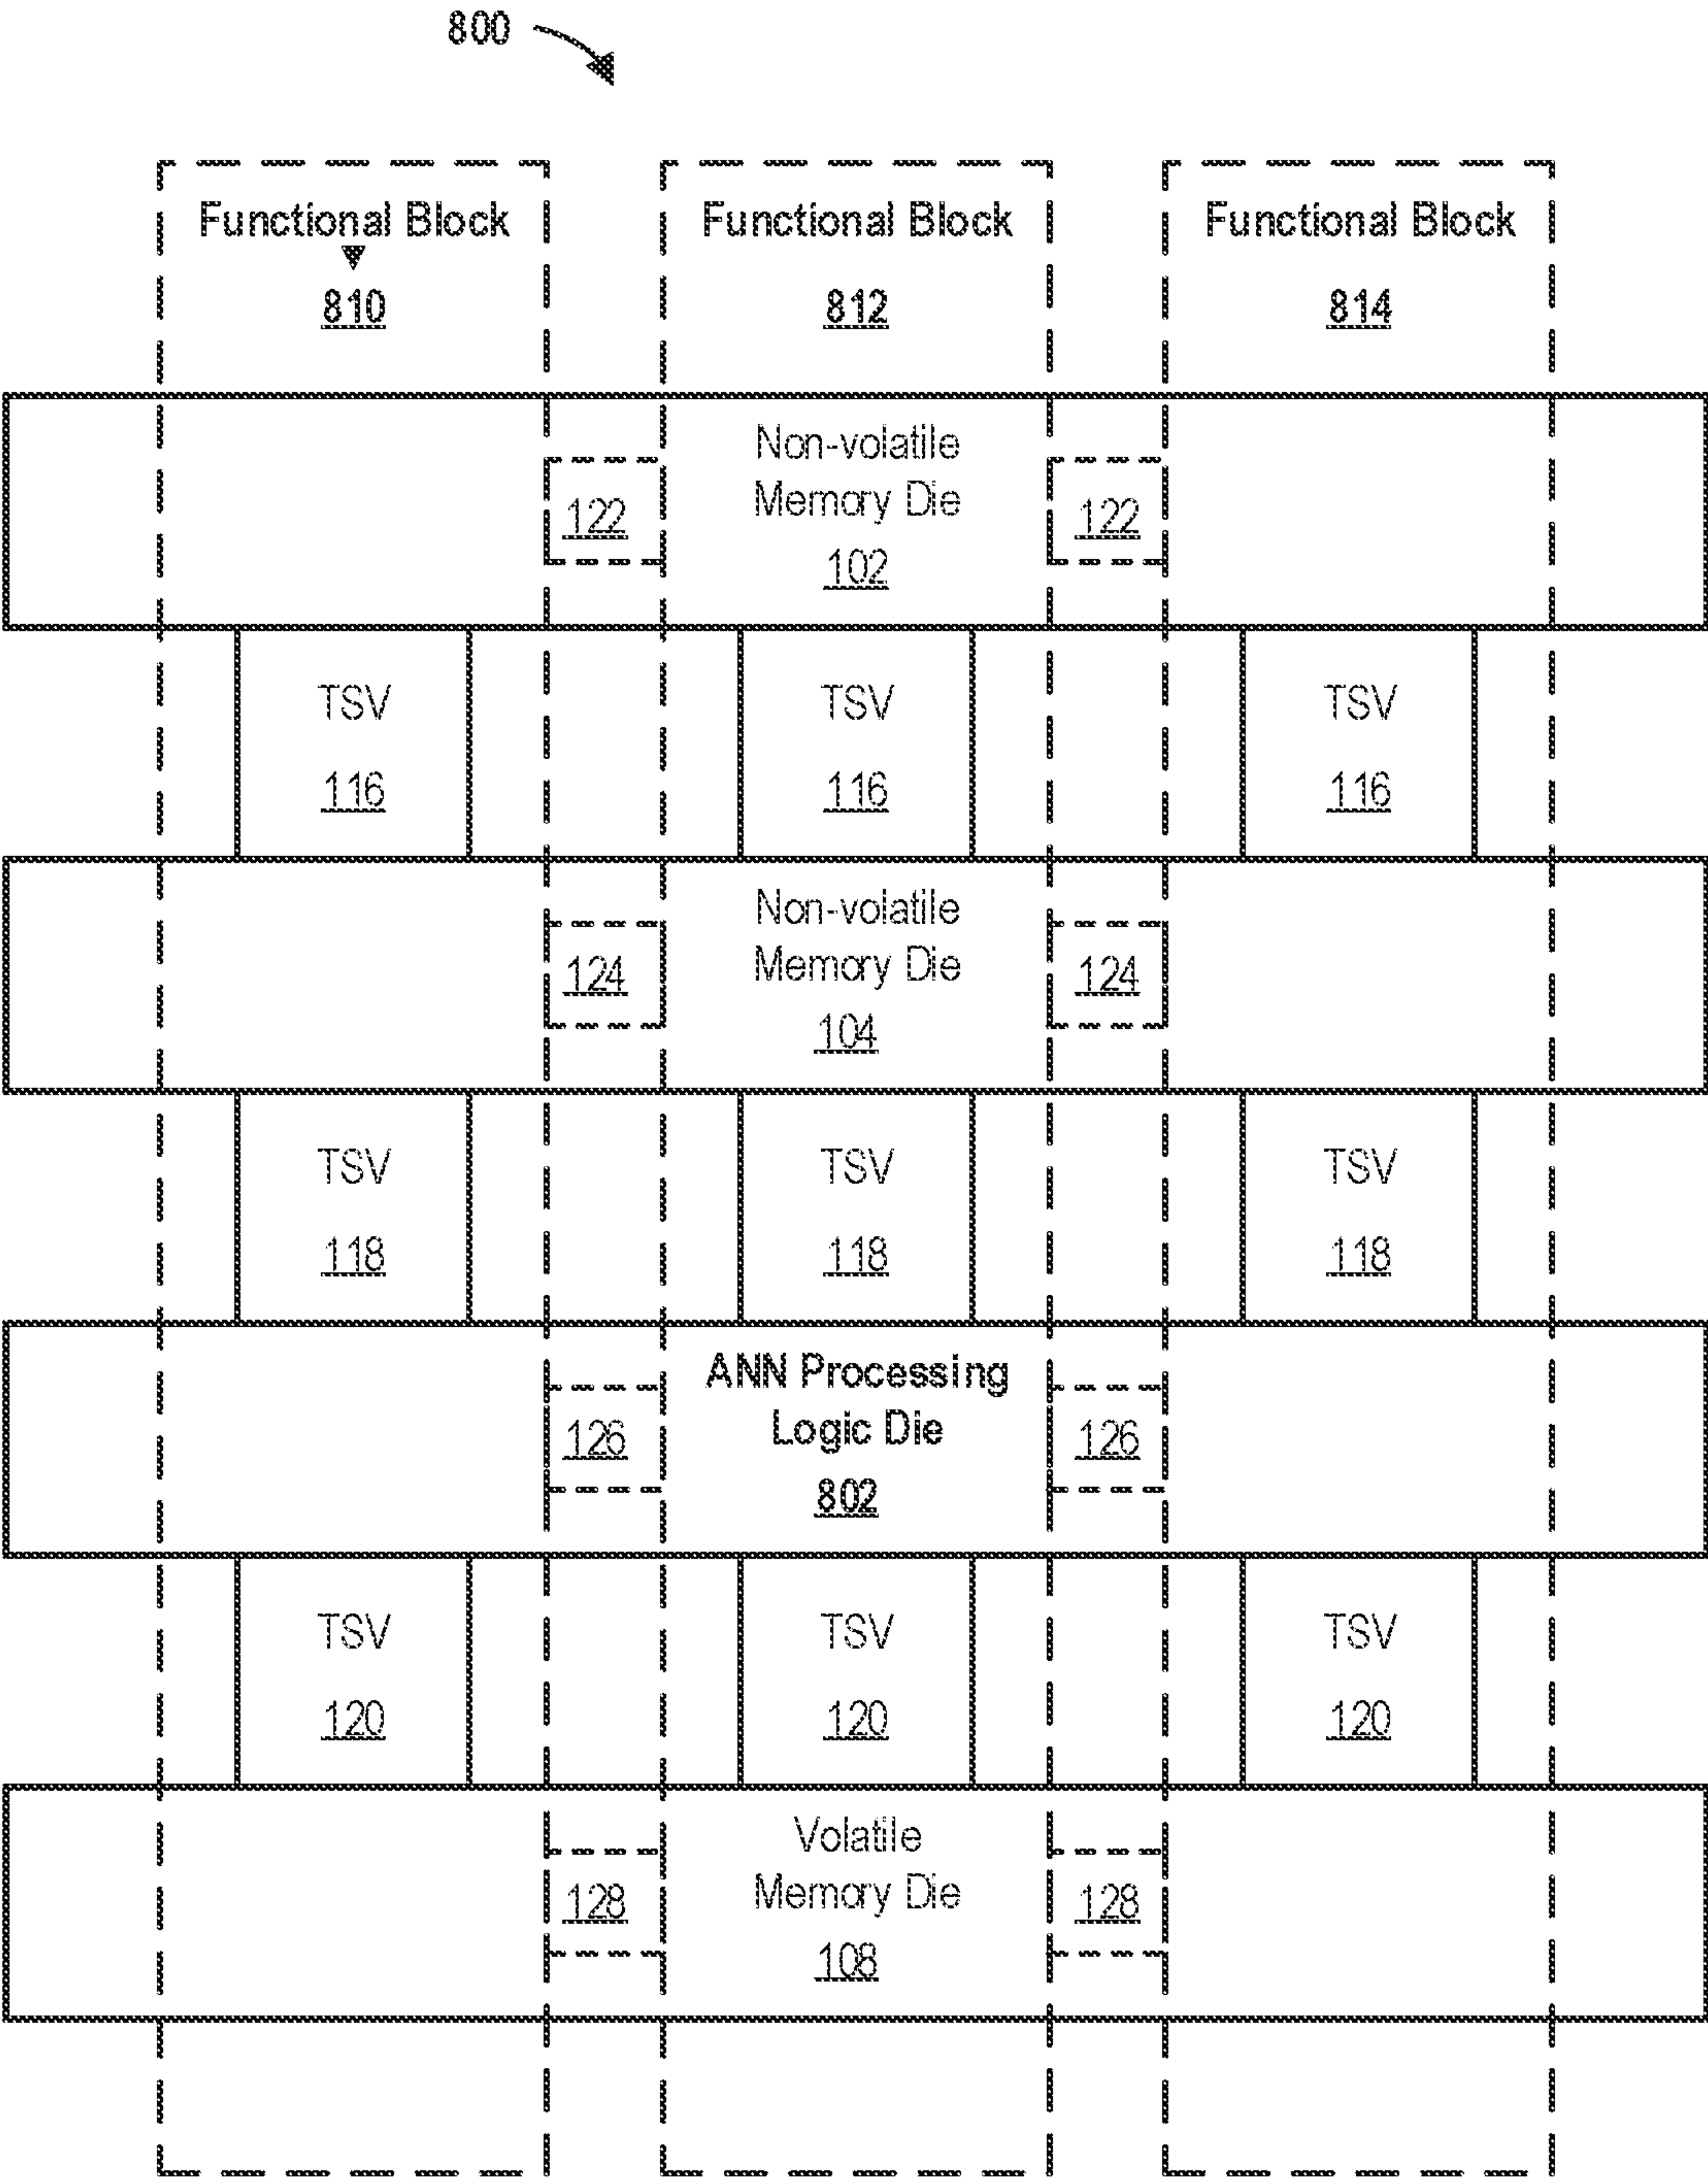 800
Functional Block Functional Block Functional Block
810 812 814
Non-volatile
Memory Die
122 122
102
TSV TSV TSV
116 116 116
Non-volatile
Memory Die
124 124
104
TSV TSV TSV
118 118 118
ANN Processing
Logic Die
126 126
802
TSV TSV TSV
120 120 120
Volatile
Memory Die
128 128
108